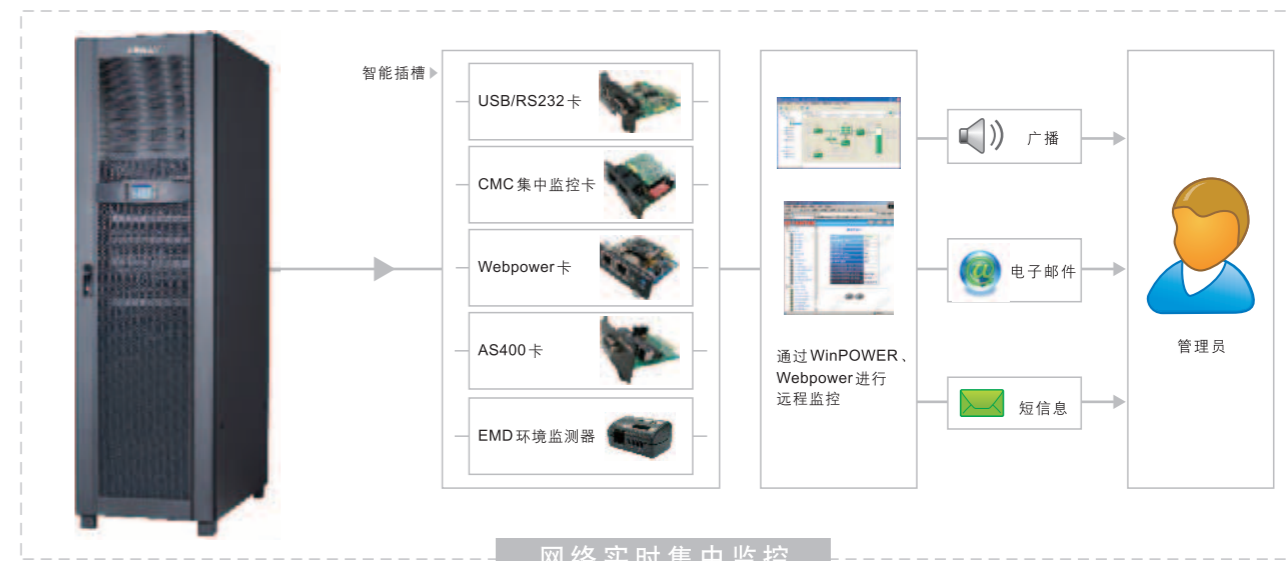 智能插槽
USB/RS232卡
CMC集中监控卡
Webpower卡
AS400卡
EMD环境监测器
通过WinPOWER、
Webpower进行
远程监控
广播
电子邮件
短信息
管理员
网络实时集中监控